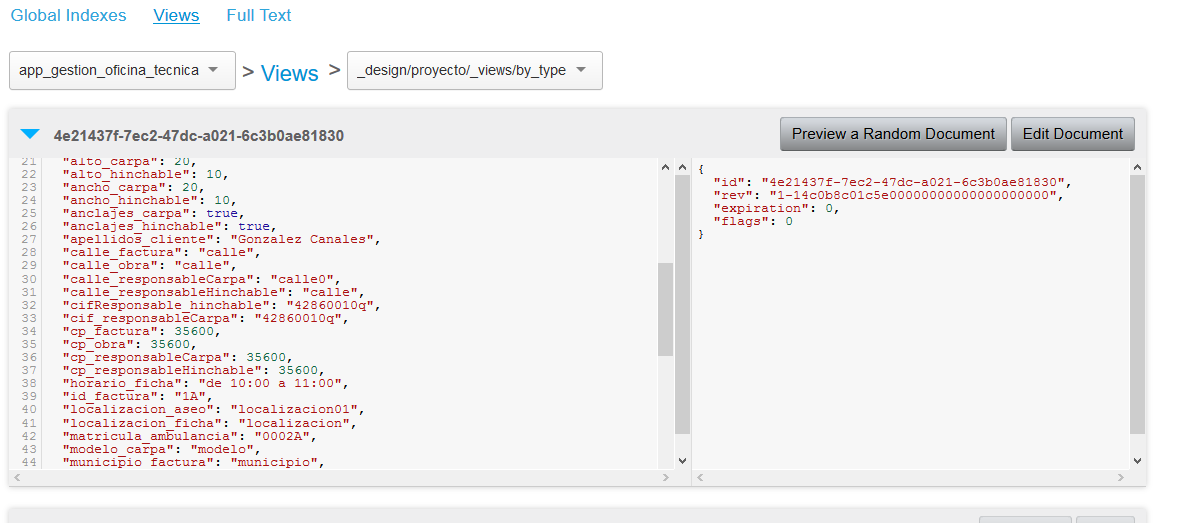 Global Indexes Views Full Text
app_gestion_oficina_tecnica > Views > _design/proyecto/_views/by_type
4e21437f-7ec2-47dc-a021-6c3b0ae81830 Preview a Random Document Edit Document
21 "alto_carpa": 20,
22 "alto_hinchable": 10,
23 "ancho_carpa": 20,
24 "ancho_hinchable": 10,
25 "anclajes_carpa": true,
26 "anclajes_hinchable": true,
27 "apellidos_cliente": "Gonzalez Canales",
28 "calle_factura": "calle",
29 "calle_obra": "calle",
30 "calle_responsableCarpa": "calle0",
31 "calle_responsableHinchable": "calle",
32 "cifResponsable_hinchable": "42860010q",
33 "cif_responsableCarpa": "42860010q",
34 "cp_factura": 35600,
35 "cp_obra": 35600,
36 "cp_responsableCarpa": 35600,
37 "cp_responsableHinchable": 35600,
38 "horario_ficha": "de 10:00 a 11:00",
39 "id_factura": "1A",
40 "localizacion_aseo": "localizacion01",
41 "localizacion_ficha": "localizacion",
42 "matricula_ambulancia": "0002A",
43 "modelo_carpa": "modelo",
44 "municipio_factura": "municipio",
{
"id": "4e21437f-7ec2-47dc-a021-6c3b0ae81830",
"rev": "1-14c0b8c01c5e00000000000000000000",
"expiration": 0,
"flags": 0
}